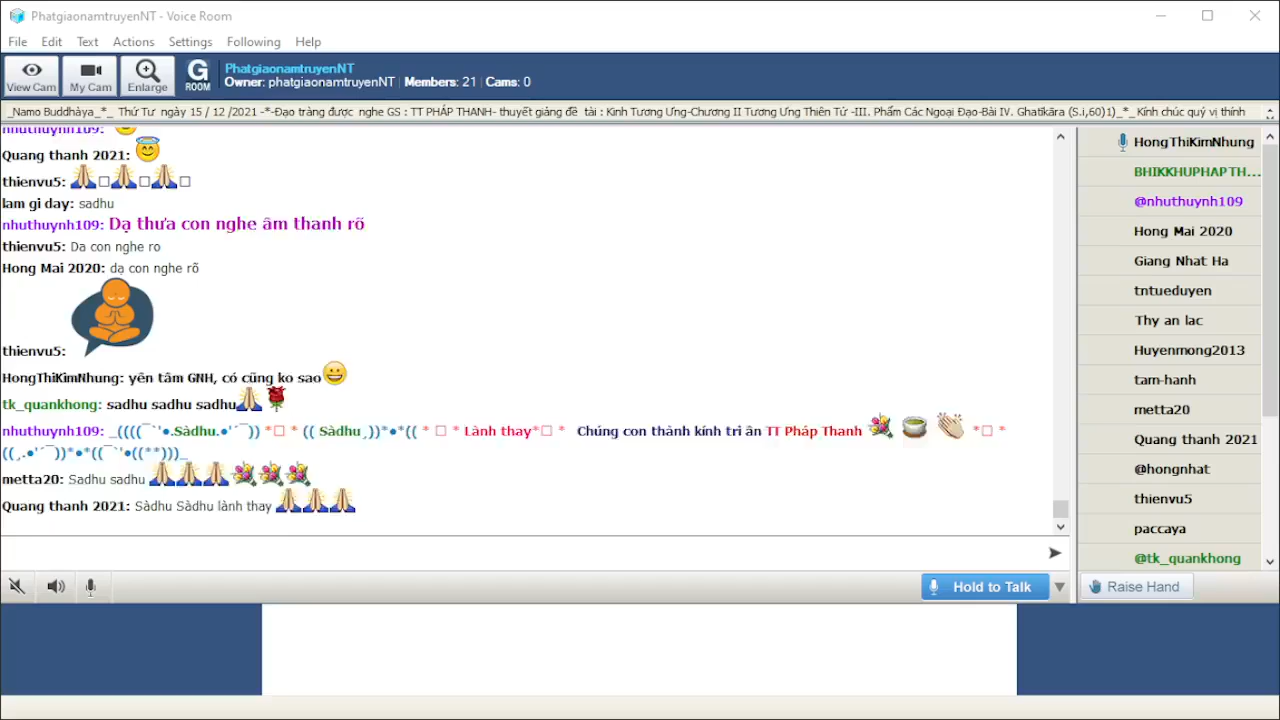 PhatgiaonamtruyenNT - Voice Room
File Edit Text Actions Settings Following Help
View Cam My Cam Enlarge G ROOM
PhatgiaonamtruyenNT
Owner: phatgiaonamtruyenNT Members: 21 Cams: 0
_Namo Buddhàya_*_ Thứ Tư ngày 15 / 12 /2021 -*-Đạo tràng được nghe GS : TT PHÁP THANH- thuyết giảng đề tài : Kinh Tương Ưng-Chương II Tương Ưng Thiên Tử -III. Phẩm Các Ngoại Đạo-Bài IV. Ghatikāra (S.i,60)1)_*_Kính chúc quý vị thính
nhuthuynh109:
Quang thanh 2021:
thienvu5:
lam gi day: sadhu
nhuthuynh109: Dạ thưa con nghe âm thanh rõ
thienvu5: Da con nghe ro
Hong Mai 2020: dạ con nghe rõ
thienvu5:
HongThiKimNhung: yên tâm GNH, có cũng ko sao
tk_quankhong: sadhu sadhu sadhu
nhuthuynh109: _((((¯`'●.Sàdhu.●'´¯)) *□ * (( Sàdhu¸))*●*(( * □ * Lành thay*□ * Chúng con thành kính tri ân TT Pháp Thanh *□ *
((¸.●'´¯))*●*((¯`'●((**)))_
metta20: Sadhu sadhu
Quang thanh 2021: Sàdhu Sàdhu lành thay
HongThiKimNhung
BHIKKHUPHAPTH...
@nhuthuynh109
Hong Mai 2020
Giang Nhat Ha
tntueduyen
Thy an lac
Huyenmong2013
tam-hanh
metta20
Quang thanh 2021
@hongnhat
thienvu5
paccaya
@tk_quankhong
Hold to Talk
Raise Hand